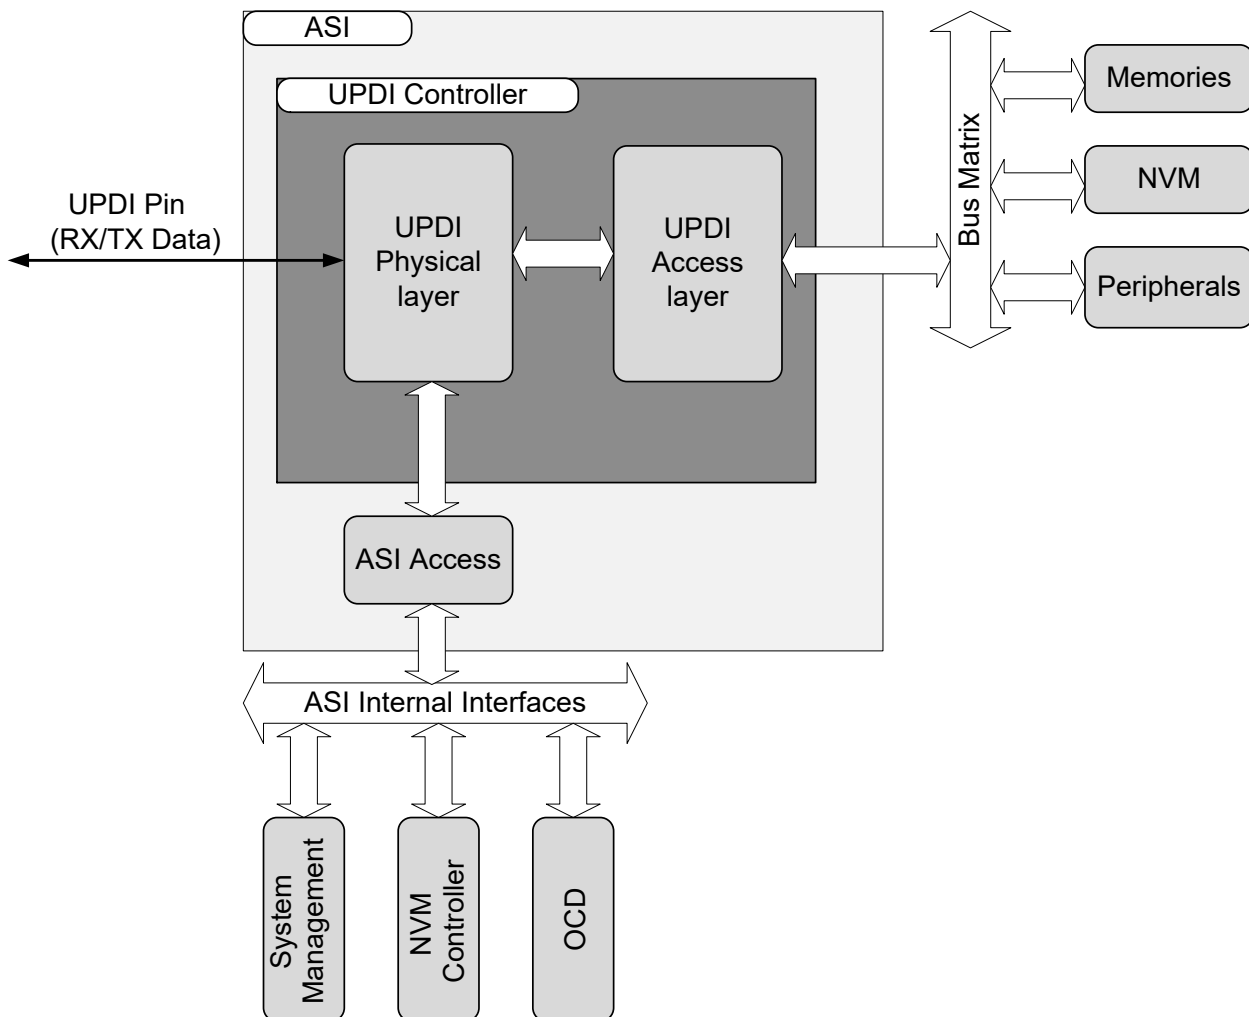 ASI
UPDI Controller
UPDI Pin
(RX/TX Data)
UPDI
Physical
layer
UPDI
Access
layer
Bus Matrix
Memories
NVM
Peripherals
ASI Access
ASI Internal Interfaces
System
Management
NVM
Controller
OCD